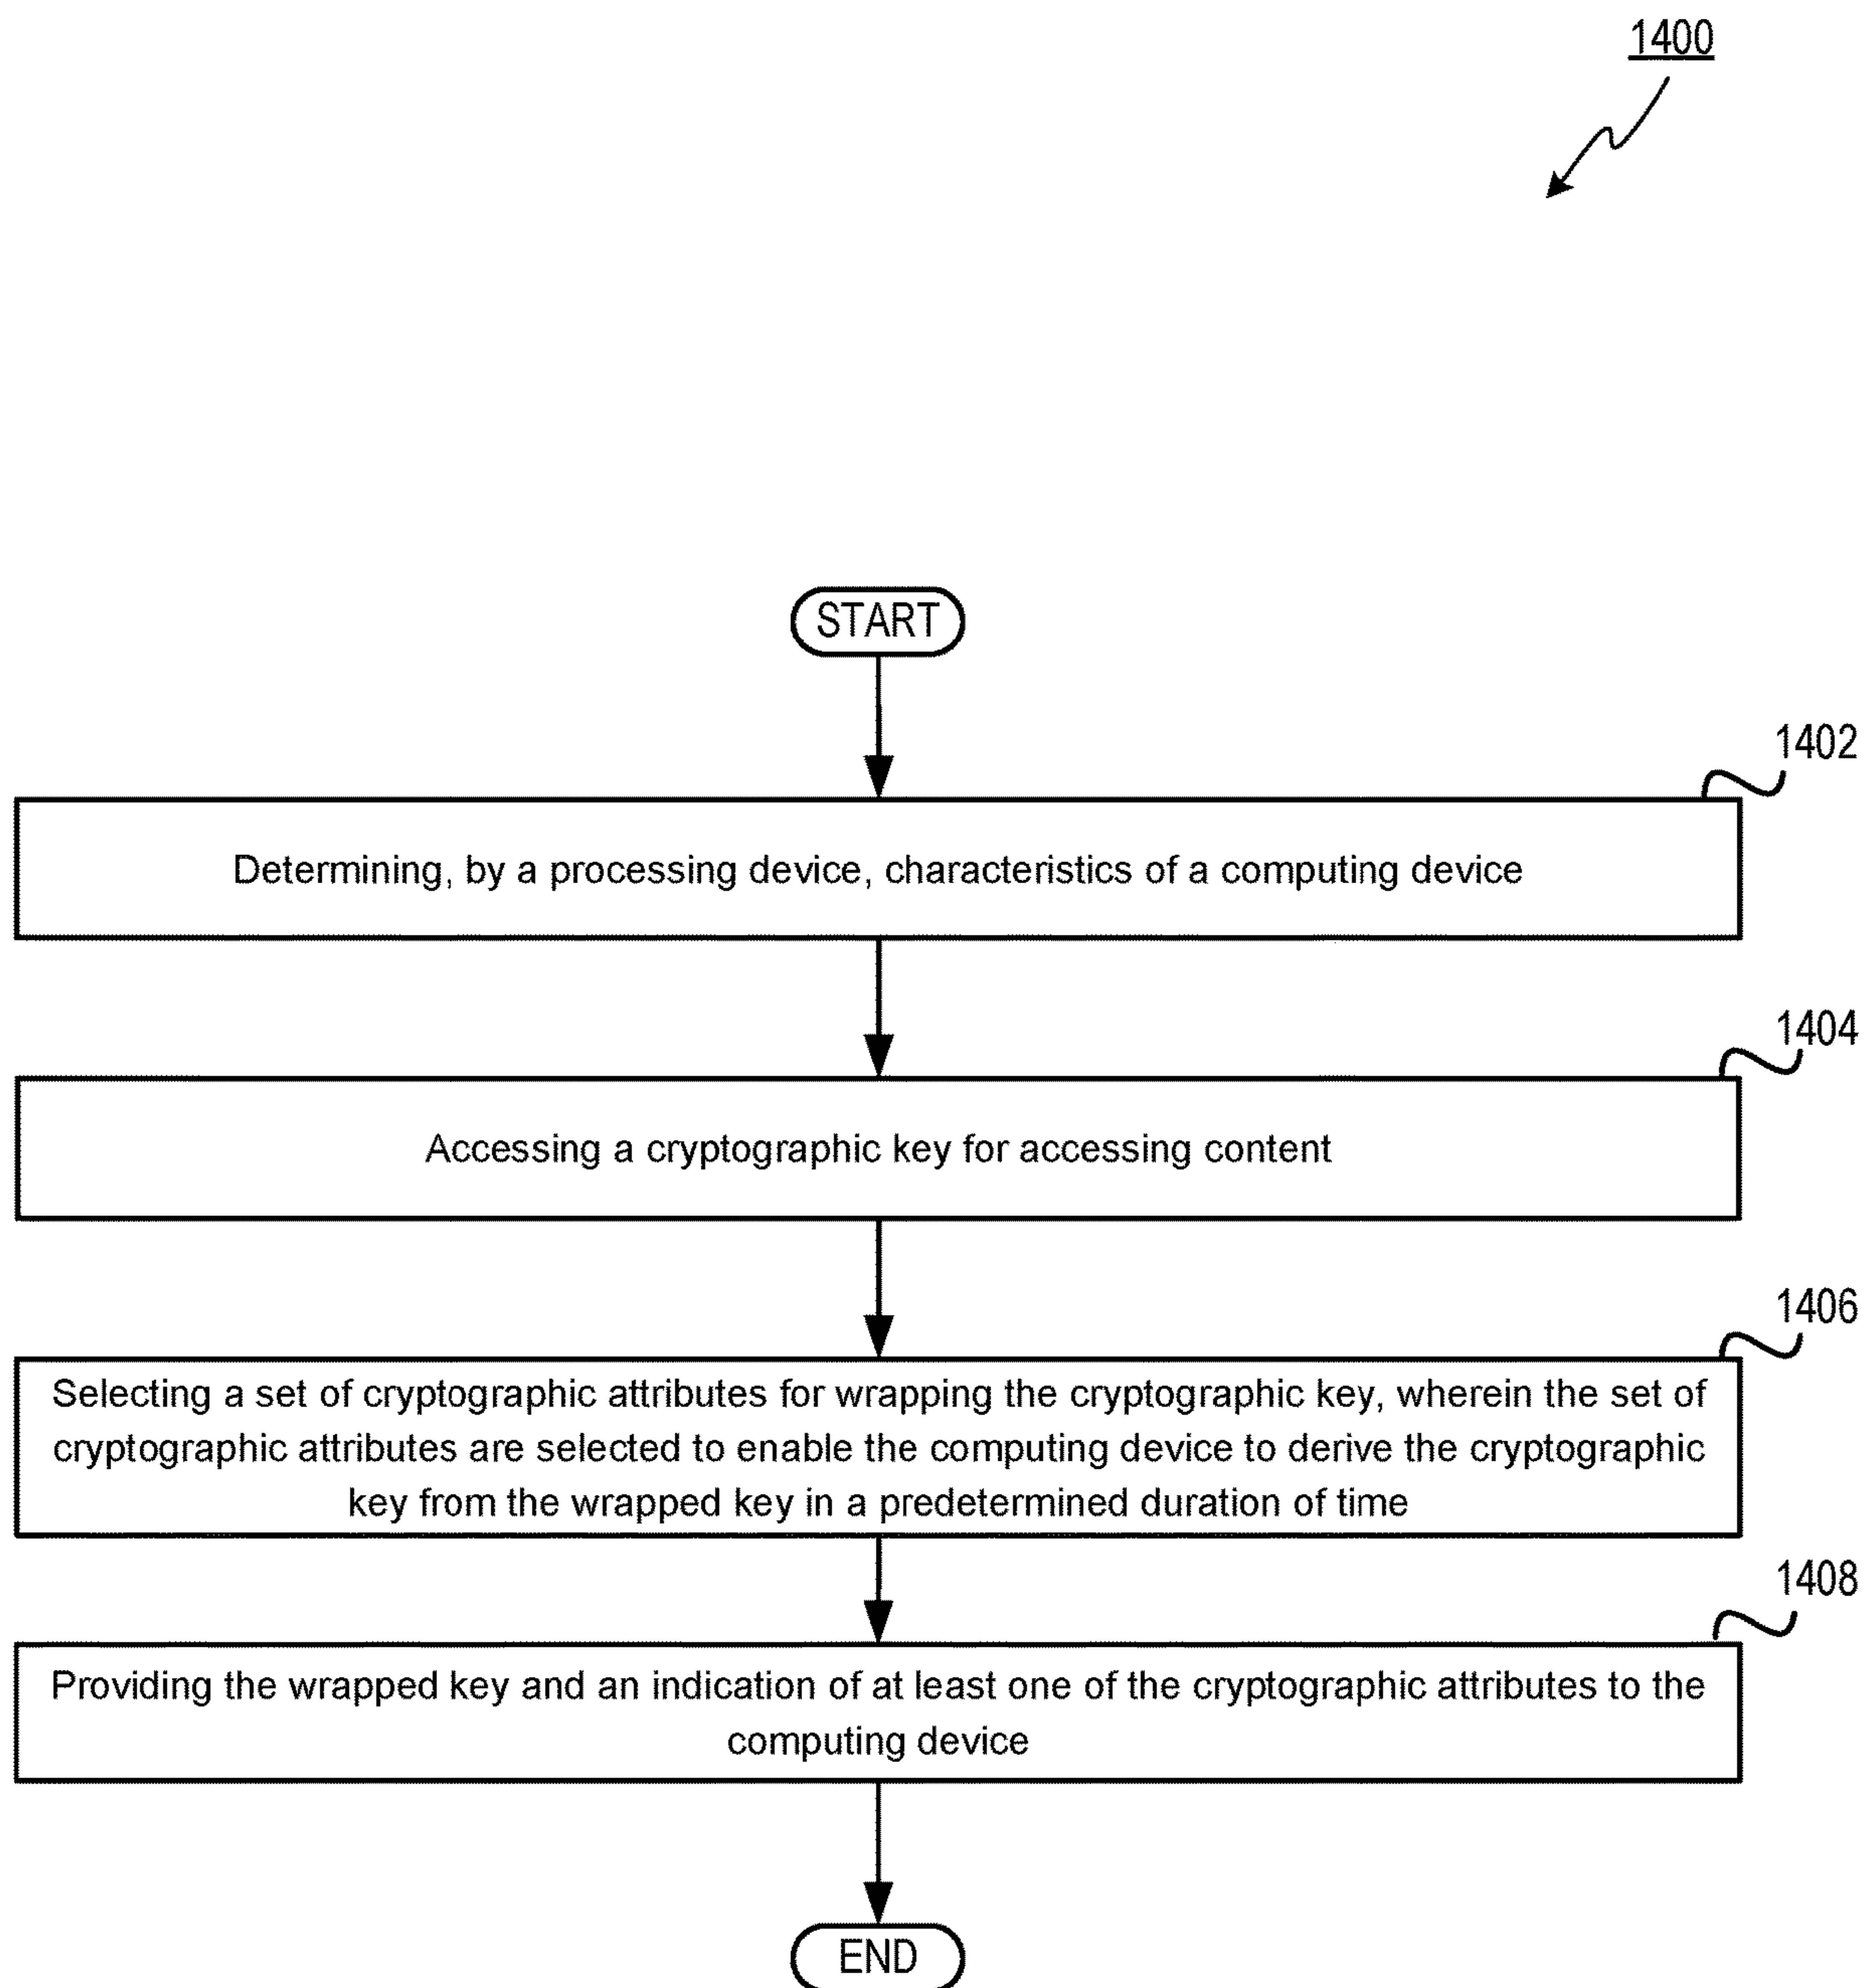 1400
START
1402
Determining, by a processing device, characteristics of a computing device
1404
Accessing a cryptographic key for accessing content
1406
Selecting a set of cryptographic attributes for wrapping the cryptographic key, wherein the set of
cryptographic attributes are selected to enable the computing device to derive the cryptographic
key from the wrapped key in a predetermined duration of time
1408
Providing the wrapped key and an indication of at least one of the cryptographic attributes to the
computing device
END